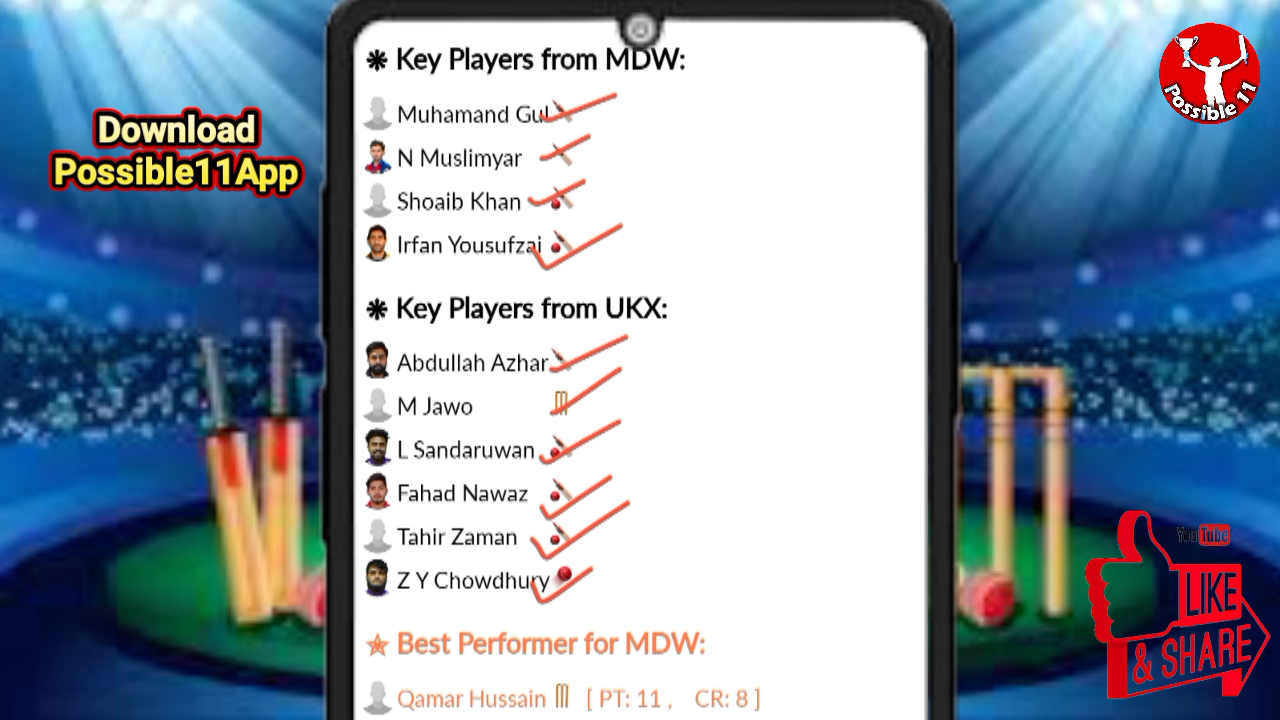 ✱ Key Players from MDW:
Muhamand Gul
N Muslimyar
Shoaib Khan
Irfan Yousufzai
✱ Key Players from UKX:
Abdullah Azhar
M Jawo
L Sandaruwan
Fahad Nawaz
Tahir Zaman
Z Y Chowdhury
Best Performer for MDW:
Qamar Hussain [ PT: 11 , CR: 8 ]
Download
Possible11App
Possible 11
YouTube
LIKE
& SHARE